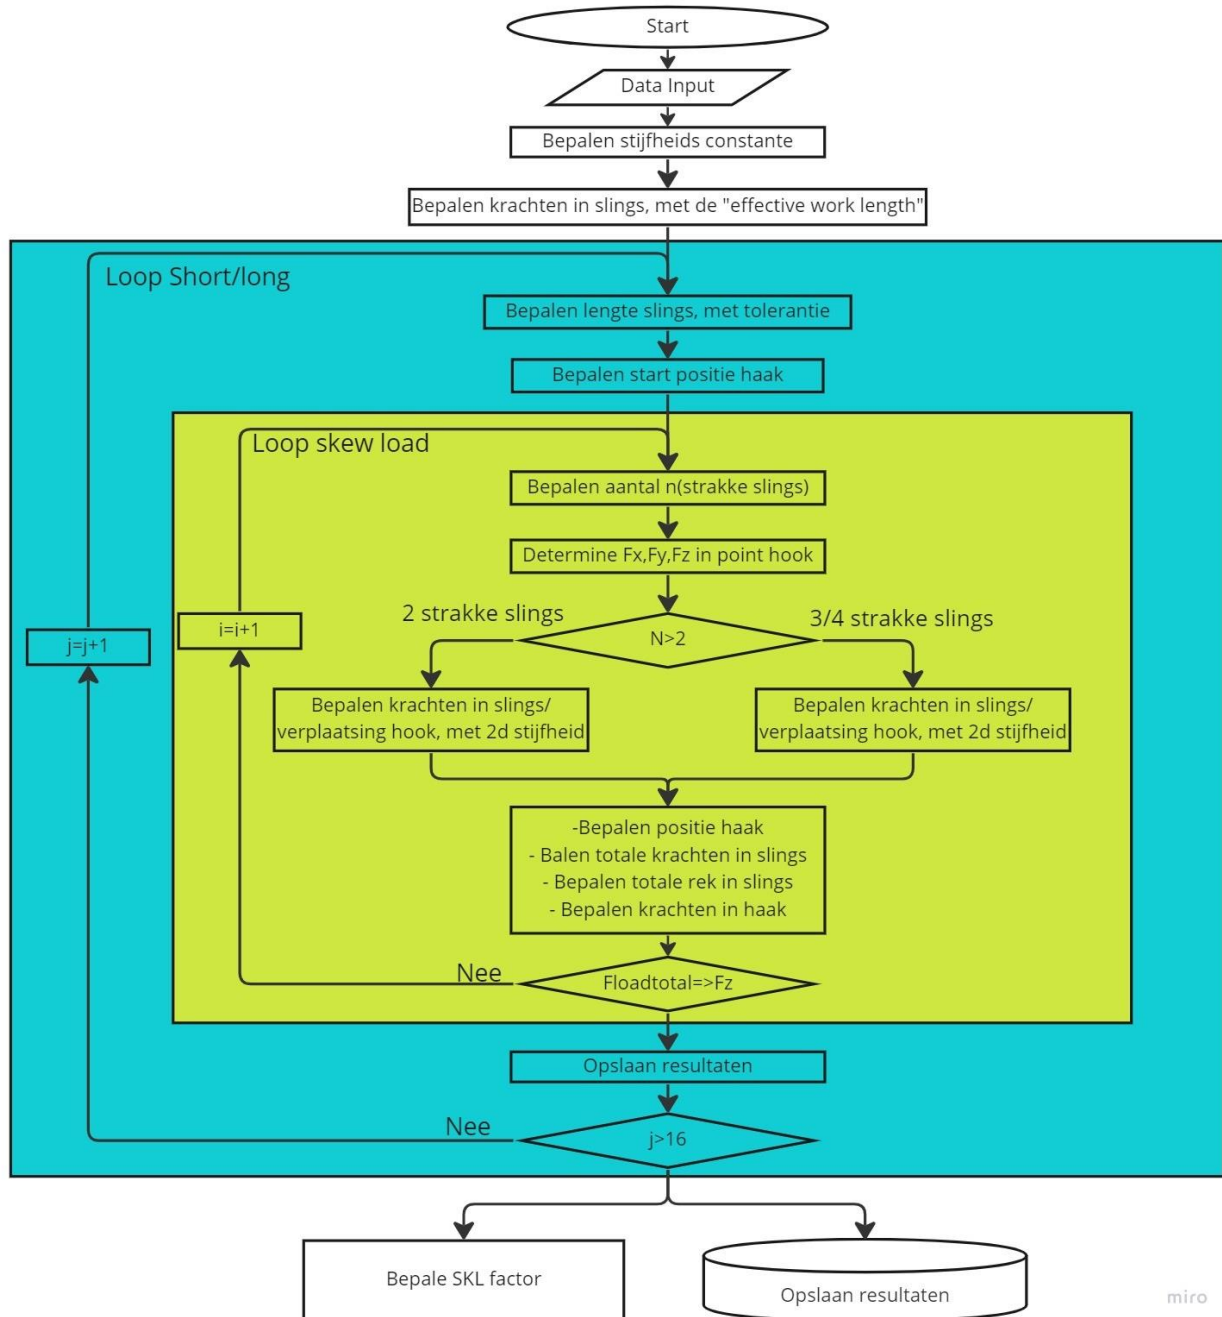 Start
Data Input
Bepalen stijfheids constante
Bepalen krachten in slings, met de "effective work length"
Loop Short/long
Bepalen lengte slings, met tolerantie
Bepalen start positie haak
Loop skew load
Bepalen aantal n(strakke slings)
Determine Fx,Fy,Fz in point hook
2 strakke slings
N>2
3/4 strakke slings
j=j+1
i=i+1
Bepalen krachten in slings/
verplaatsing hook, met 2d stijfheid
Bepalen krachten in slings/
verplaatsing hook, met 2d stijfheid
-Bepalen positie haak
- Balen totale krachten in slings
- Bepalen totale rek in slings
- Bepalen krachten in haak
Nee
Floadtotal=>Fz
Opslaan resultaten
Nee
j>16
Bepale SKL factor
Opslaan resultaten
miro